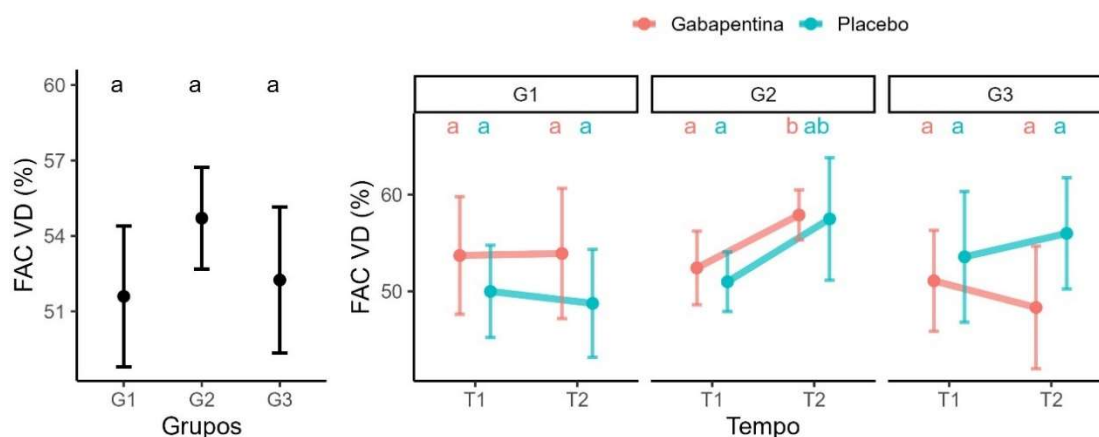 Gabapentina Placebo
60 a a a
57
54
51
FAC VD (%)
G1 G2 G3
Grupos
G1 G2 G3
a a a a a a b ab a a a a
60
50
FAC VD (%)
T1 T2 T1 T2 T1 T2
Tempo